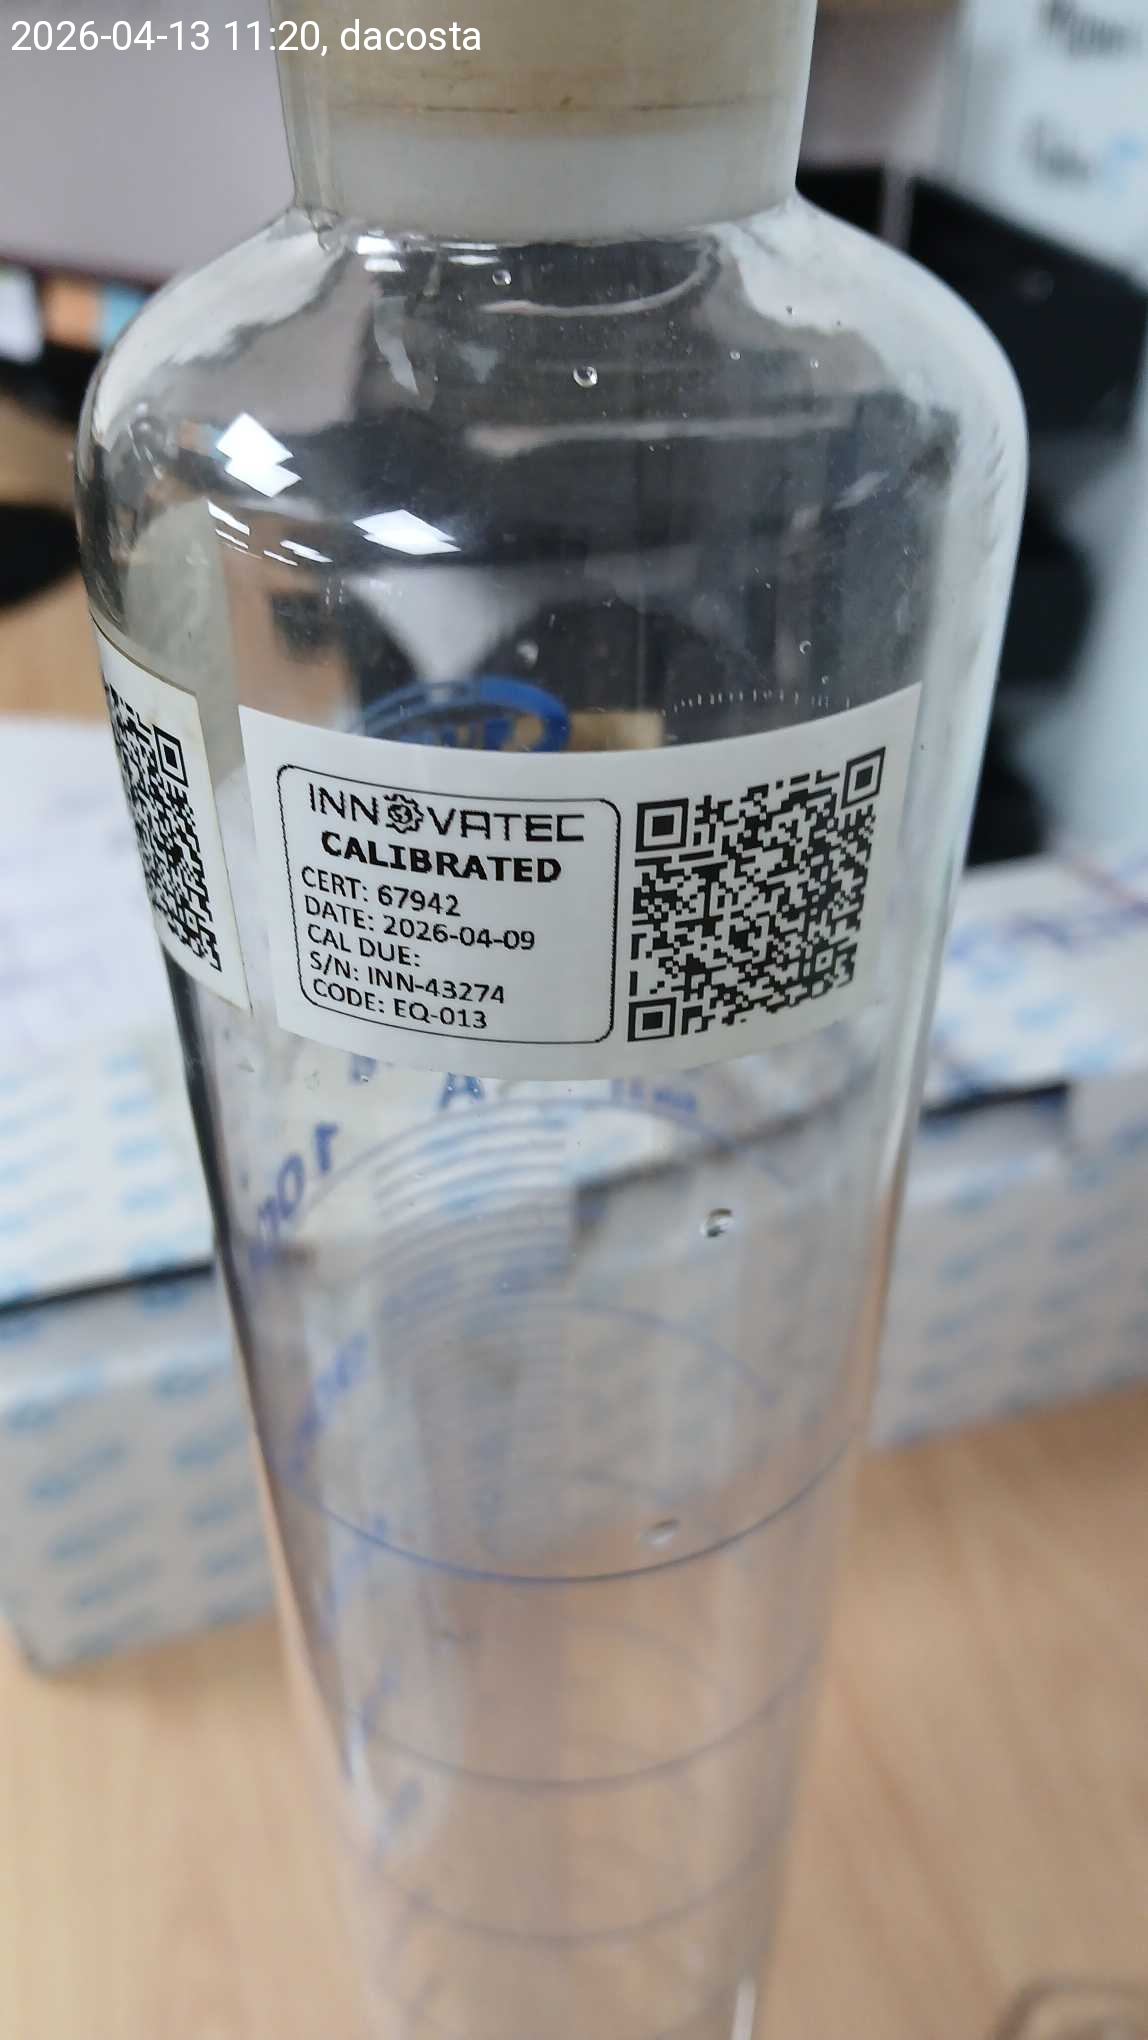 2026-04-13 11:20, dacosta
INNOVATEC
CALIBRATED
CERT: 67942
DATE: 2026-04-09
CAL DUE:
S/N: INN-43274
CODE: EQ-013